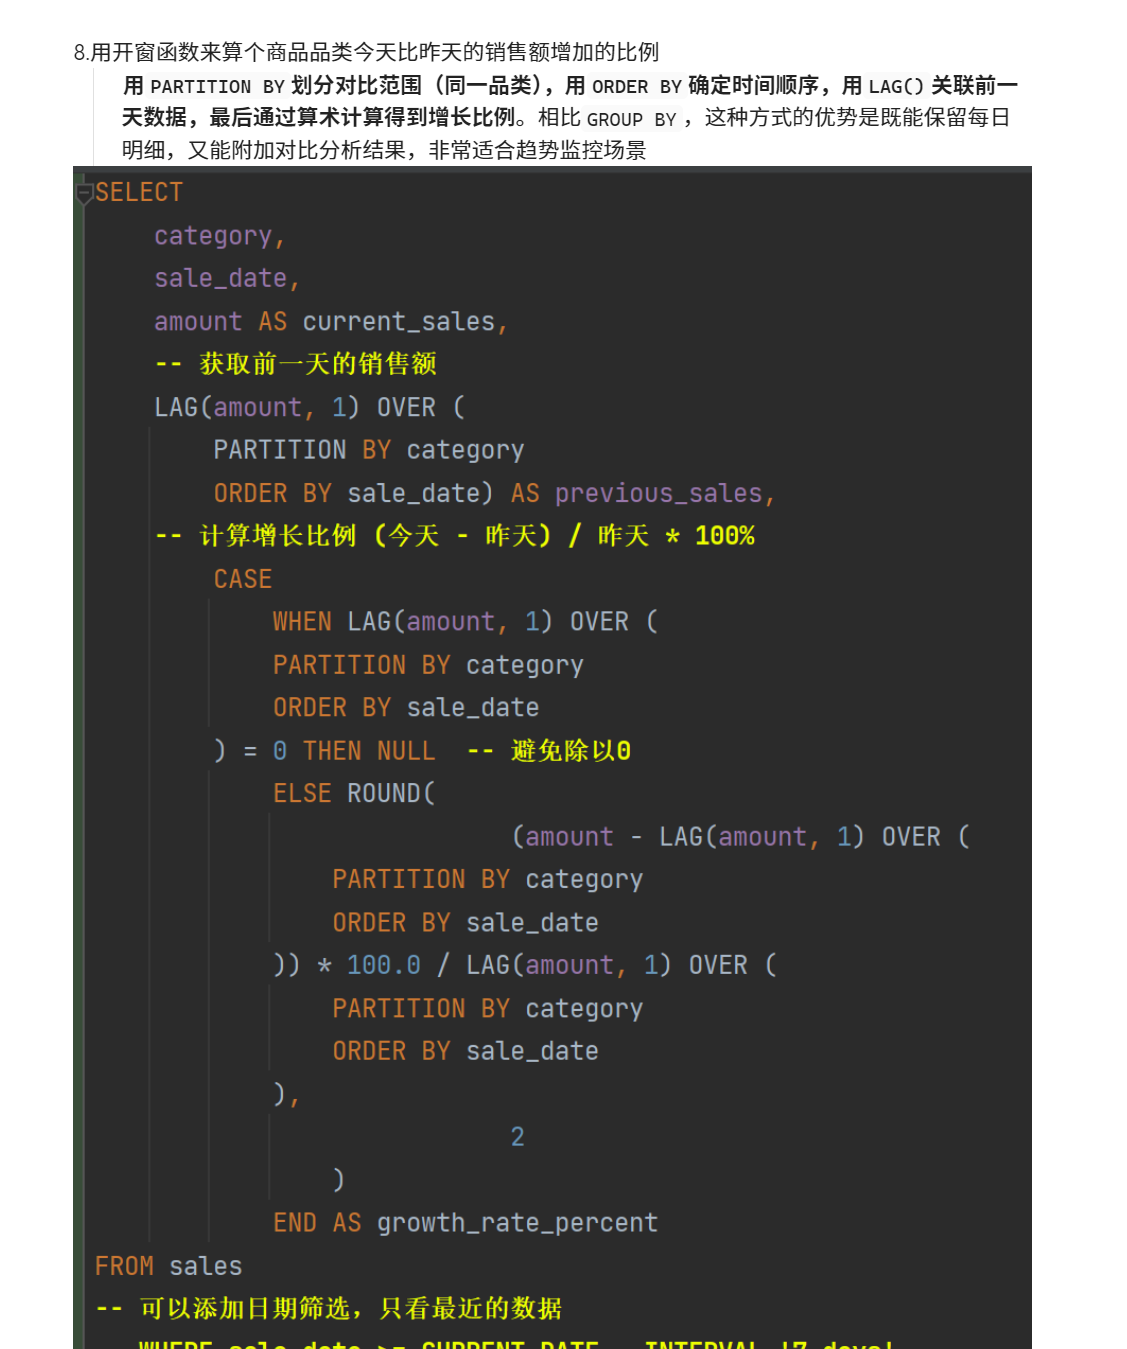 8.用开窗函数来算个商品品类今天比昨天的销售额增加的比例
用 PARTITION BY 划分对比范围（同一品类），用 ORDER BY 确定时间顺序，用 LAG() 关联前一
天数据，最后通过算术计算得到增长比例。相比 GROUP BY ，这种方式的优势是既能保留每日
明细，又能附加对比分析结果，非常适合趋势监控场景
SELECT
category,
sale_date,
amount AS current_sales,
-- 获取前一天的销售额
LAG(amount, 1) OVER (
PARTITION BY category
ORDER BY sale_date) AS previous_sales,
-- 计算增长比例 (今天 - 昨天) / 昨天 * 100%
CASE
WHEN LAG(amount, 1) OVER (
PARTITION BY category
ORDER BY sale_date
) = 0 THEN NULL -- 避免除以0
ELSE ROUND(
(amount - LAG(amount, 1) OVER (
PARTITION BY category
ORDER BY sale_date
)) * 100.0 / LAG(amount, 1) OVER (
PARTITION BY category
ORDER BY sale_date
),
2
)
END AS growth_rate_percent
FROM sales
-- 可以添加日期筛选，只看最近的数据
WHERE sale_date >= CURRENT_DATE - INTERVAL '7 days'